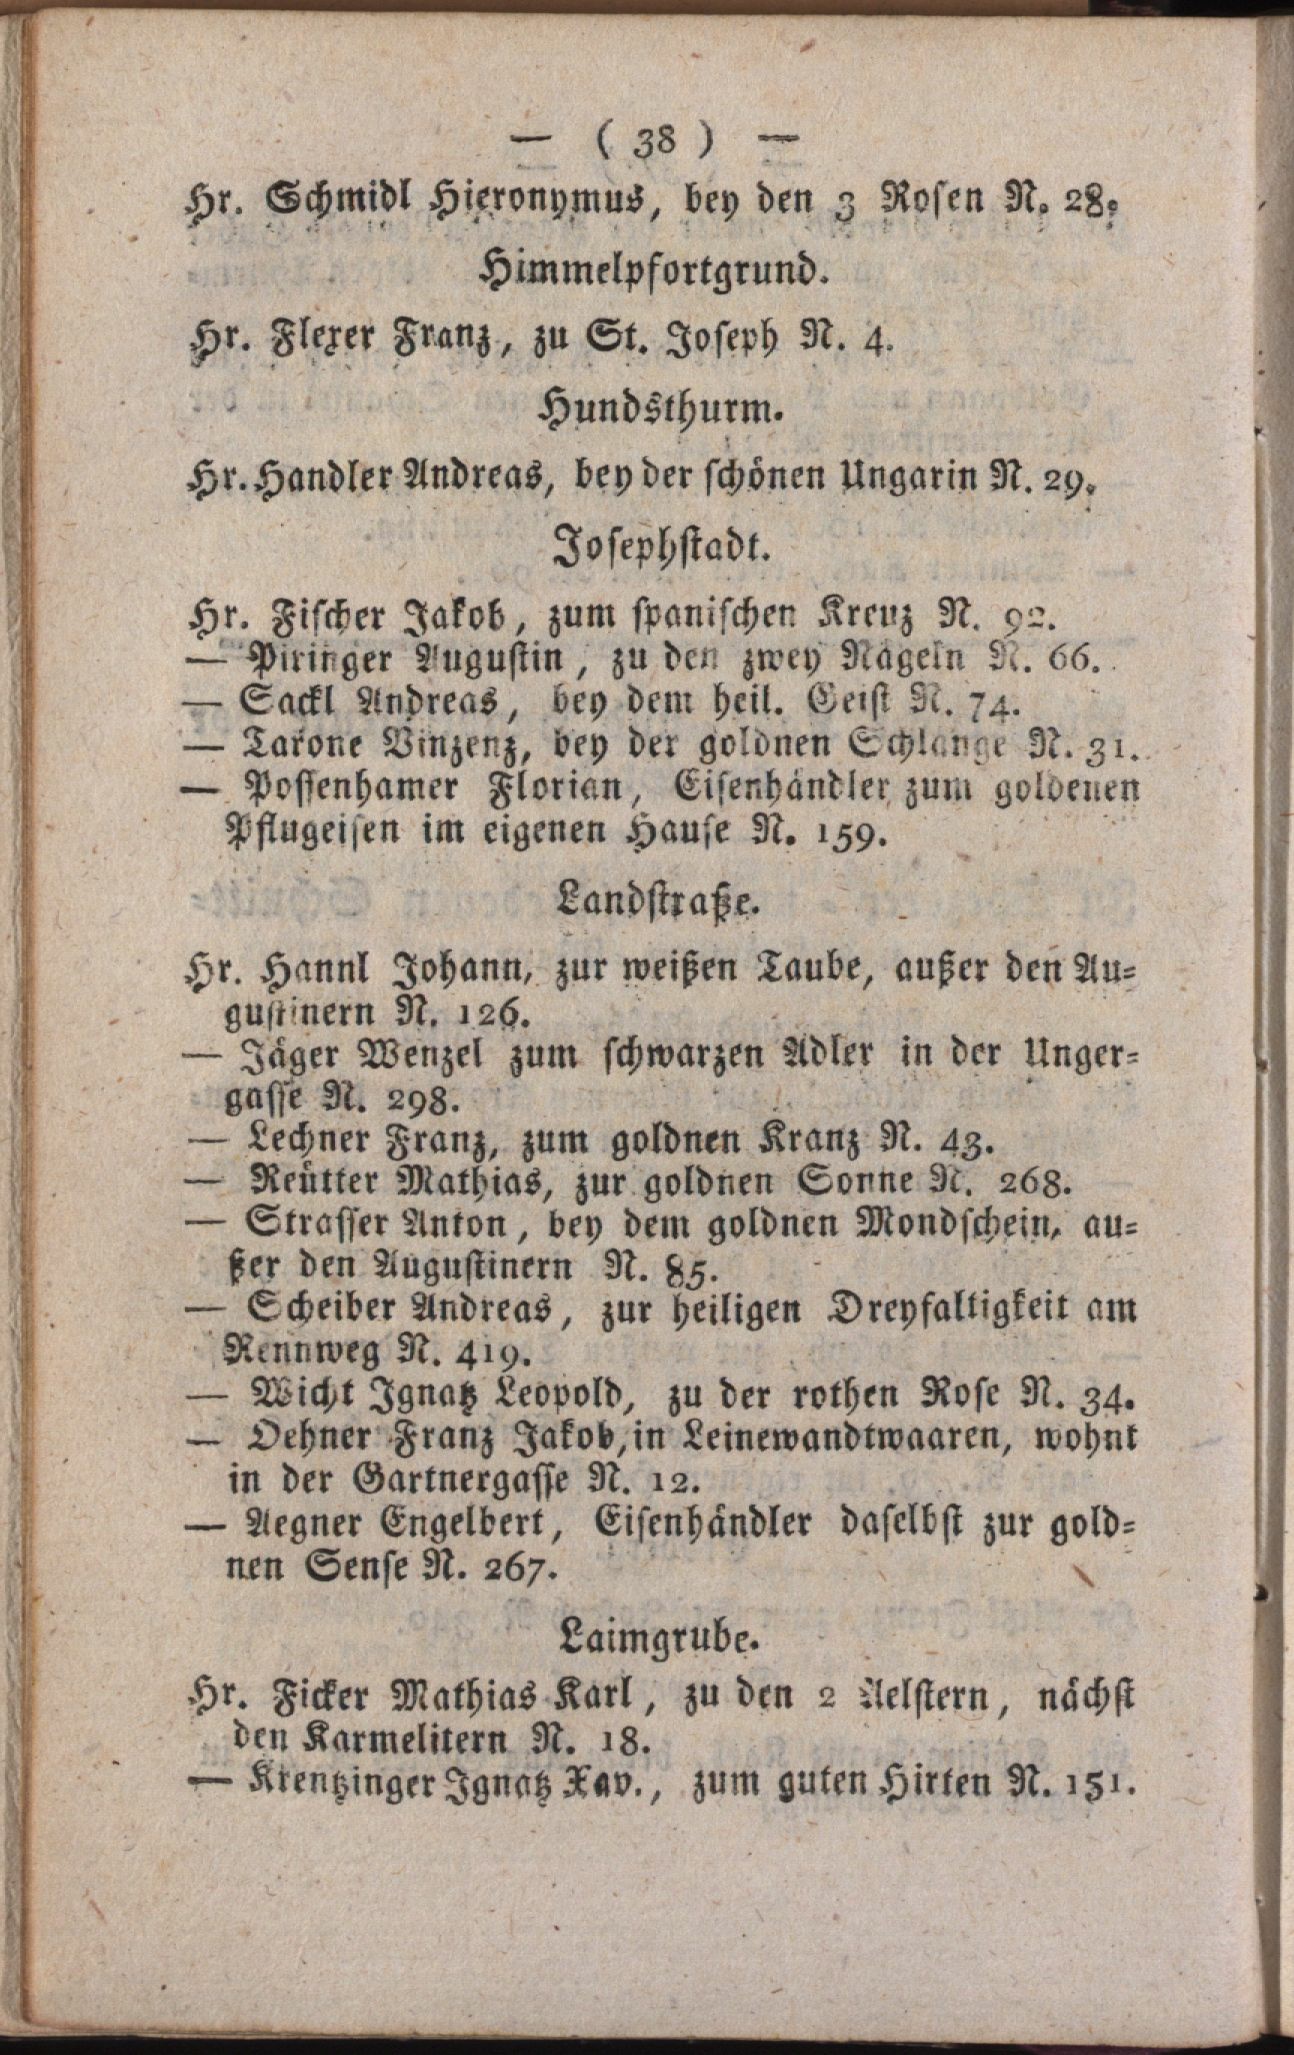 — ( 38 ) —
Hr. Schmidl Hieronymus, bey den 3 Rosen N. 28.
Himmelpfortgrund.
Hr. Flexer Franz, zu St. Joseph N. 4.
Hundsthurm.
Hr. Handler Andreas, bey der schönen Ungarin N. 29.
Josephstadt.
Hr. Fischer Jakob, zum spanischen Kreuz N. 92.
— Piringer Augustin, zu den zwey Nägeln N. 66.
— Sackl Andreas, bey dem heil. Geist N. 74.
— Tarone Vinzenz, bey der goldnen Schlange N. 31.
— Possenhamer Florian, Eisenhändler zum goldenen
Pflugeisen im eigenen Hause N. 159.
Landstraße.
Hr. Hannl Johann, zur weißen Taube, außer den Au-
gustinern N. 126.
— Jäger Wenzel zum schwarzen Adler in der Unger-
gasse N. 298.
— Lechner Franz, zum goldnen Kranz N. 43.
— Reütter Mathias, zur goldnen Sonne N. 268.
— Strasser Anton, bey dem goldnen Mondschein, au-
ßer den Augustinern N. 85.
— Scheiber Andreas, zur heiligen Dreyfaltigkeit am
Rennweg N. 419.
— Wicht Ignatz Leopold, zu der rothen Rose N. 34.
— Oehner Franz Jakob, in Leinewandtwaaren, wohnt
in der Gartnergasse N. 12.
— Aegner Engelbert, Eisenhändler daselbst zur gold-
nen Sense N. 267.
Laimgrube.
Hr. Ficker Mathias Karl, zu den 2 Aelstern, nächst
den Karmelitern N. 18.
— Krentzinger Ignatz Xav., zum guten Hirten N. 151.